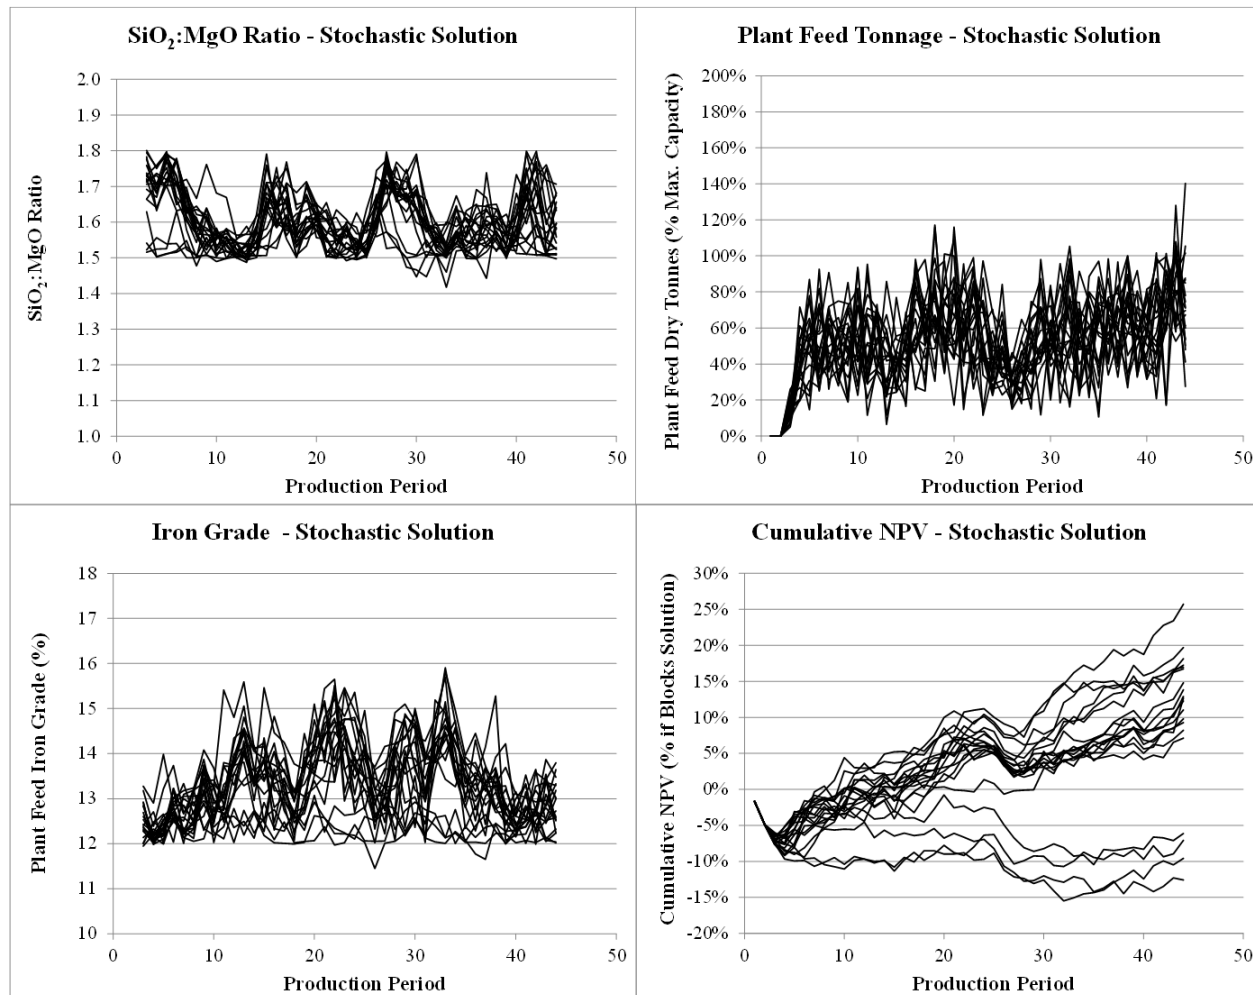 SiO₂:MgO Ratio - Stochastic Solution
SiO₂:MgO Ratio
2.0
1.9
1.8
1.7
1.6
1.5
1.4
1.3
1.2
1.1
1.0
0 10 20 30 40 50
Production Period
Plant Feed Tonnage - Stochastic Solution
Plant Feed Dry Tonnes (% Max. Capacity)
200%
180%
160%
140%
120%
100%
80%
60%
40%
20%
0%
0 10 20 30 40 50
Production Period
Iron Grade - Stochastic Solution
Plant Feed Iron Grade (%)
18
17
16
15
14
13
12
11
10
0 10 20 30 40 50
Production Period
Cumulative NPV - Stochastic Solution
Cumulative NPV (% if Blocks Solution)
30%
25%
20%
15%
10%
5%
0%
-5%
-10%
-15%
-20%
0 10 20 30 40 50
Production Period